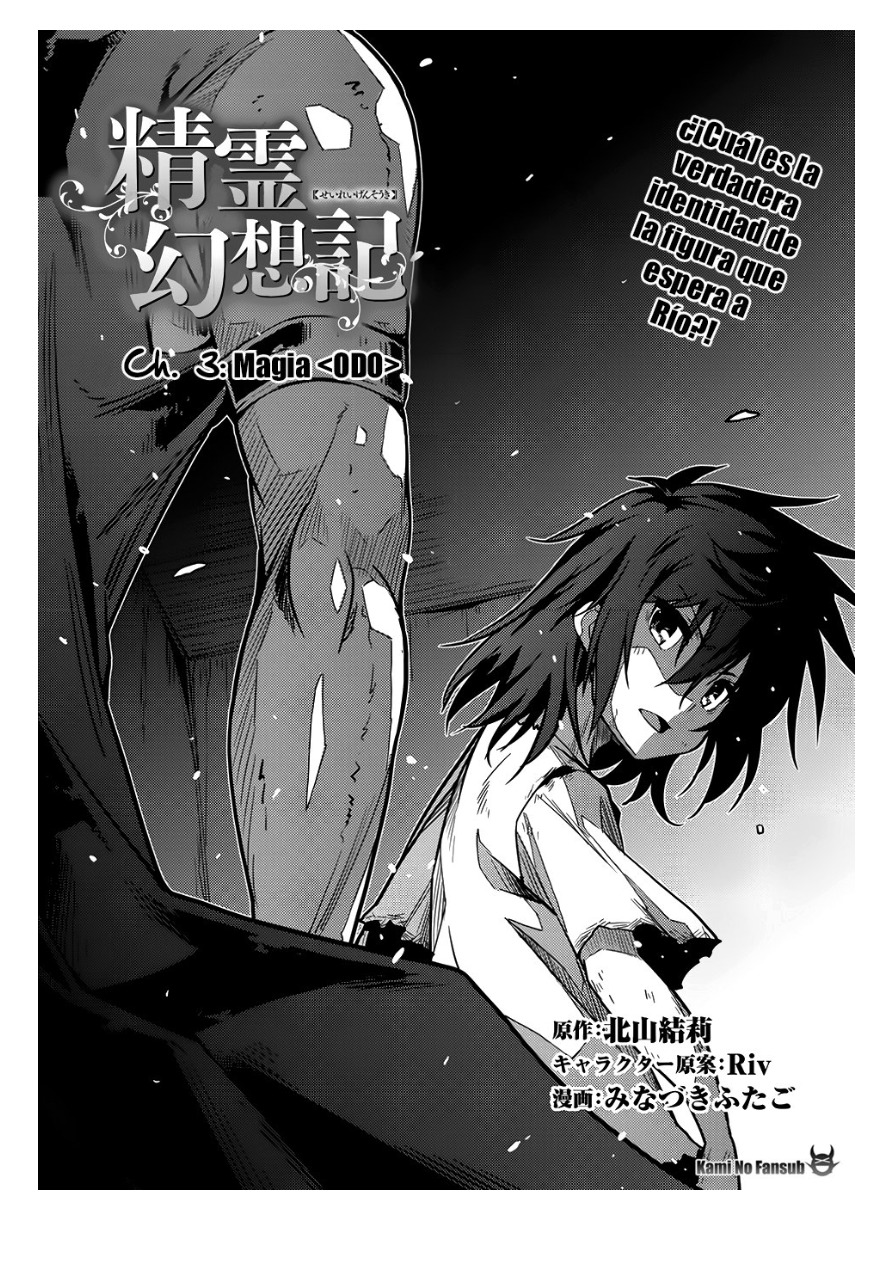 精霊
幻想記
【せいれいげんそうき】
Ch. 3: Magia <ODO>
¿¡Cuál es la
verdadera
identidad de
la figura que
espera a
Río?!
原作:北山結莉
キャラクター原案:Riv
漫画:みなづきふたご
Kami No Fansub